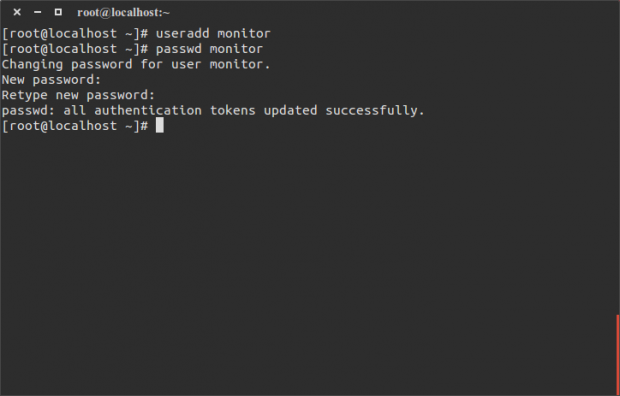 root@localhost:~
[root@localhost ~]# useradd monitor
[root@localhost ~]# passwd monitor
Changing password for user monitor.
New password:
Retype new password:
passwd: all authentication tokens updated successfully.
[root@localhost ~]#